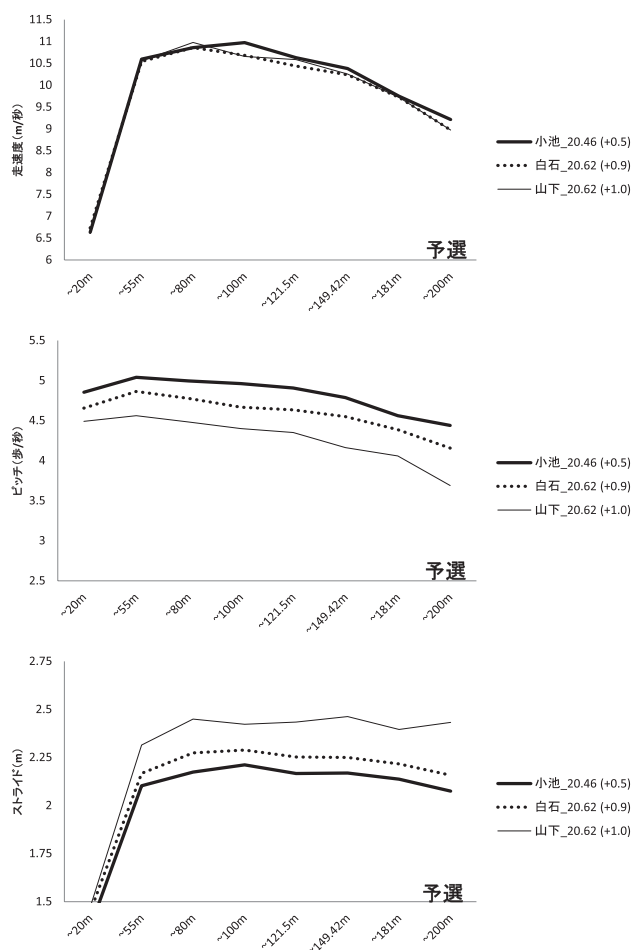 走速度（m/秒）
11.5
11
10.5
10
9.5
9
8.5
8
7.5
7
6.5
6
予選
~20m
~55m
~80m
~100m
~121.5m
~149.42m
~181m
~200m
小池_20.46 (+0.5)
白石_20.62 (+0.9)
山下_20.62 (+1.0)
ピッチ（歩/秒）
5.5
5
4.5
4
3.5
3
2.5
予選
~20m
~55m
~80m
~100m
~121.5m
~149.42m
~181m
~200m
小池_20.46 (+0.5)
白石_20.62 (+0.9)
山下_20.62 (+1.0)
ストライド（m）
2.75
2.5
2.25
2
1.75
1.5
予選
~20m
~55m
~80m
~100m
~121.5m
~149.42m
~181m
~200m
小池_20.46 (+0.5)
白石_20.62 (+0.9)
山下_20.62 (+1.0)